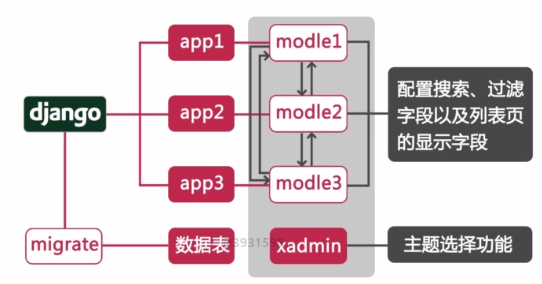 app1
modle1
django
app2
modle2
配置搜索、过滤
字段以及列表页
的显示字段
app3
modle3
migrate
数据表
xadmin
主题选择功能